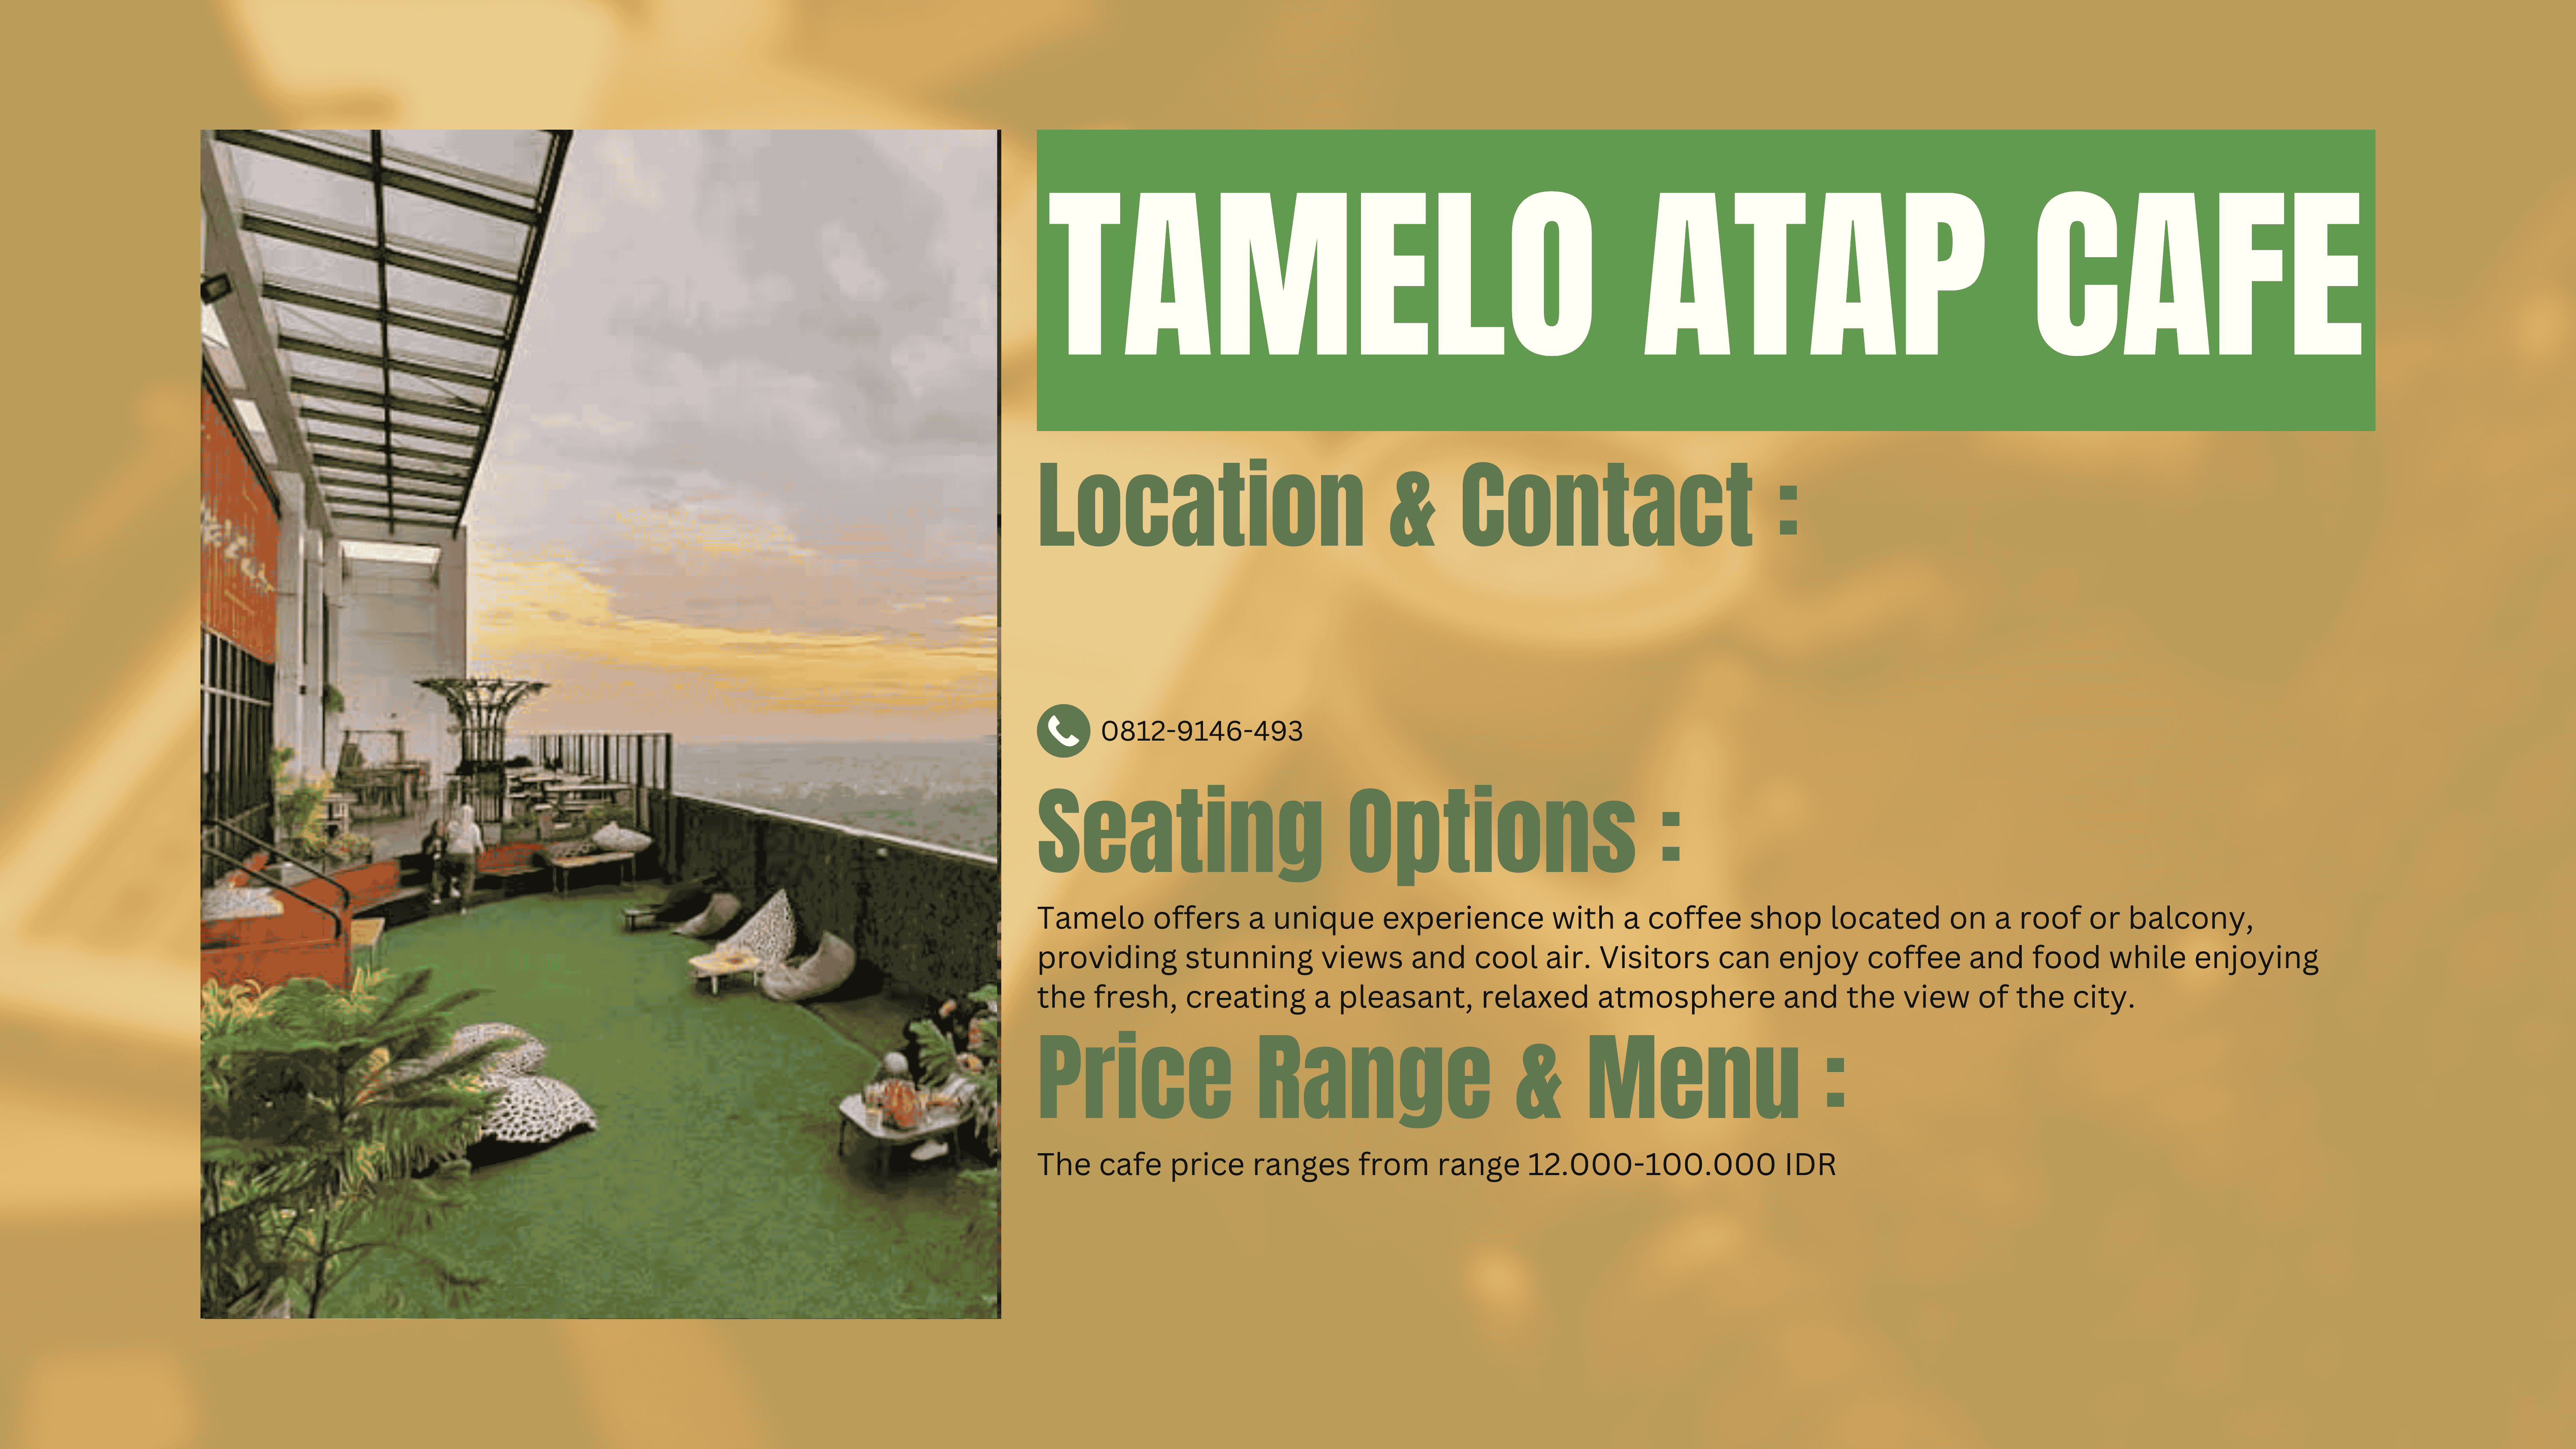 TAMELO ATAP CAFE
Location & Contact :
0812-9146-493
Seating Options :
Tamelo offers a unique experience with a coffee shop located on a roof or balcony,
providing stunning views and cool air. Visitors can enjoy coffee and food while enjoying
the fresh, creating a pleasant, relaxed atmosphere and the view of the city.
Price Range & Menu :
The cafe price ranges from range 12.000-100.000 IDR